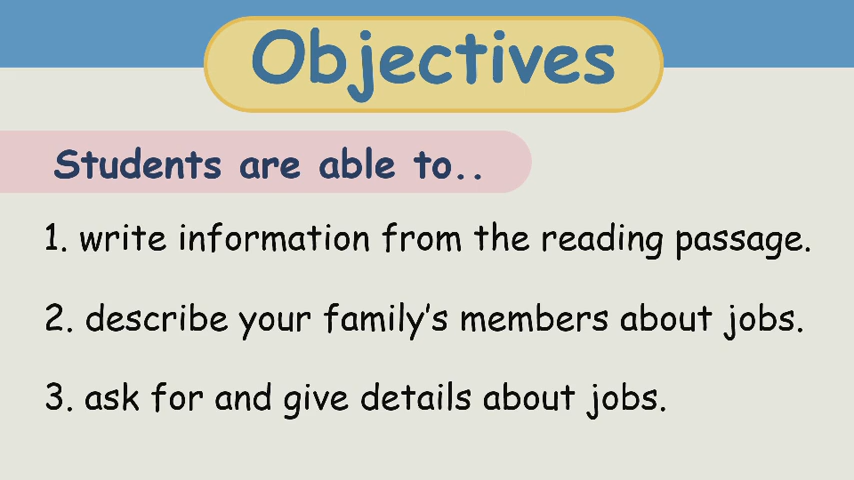 Objectives
Students are able to..
1. write information from the reading passage.
2. describe your family's members about jobs.
3. ask for and give details about jobs.